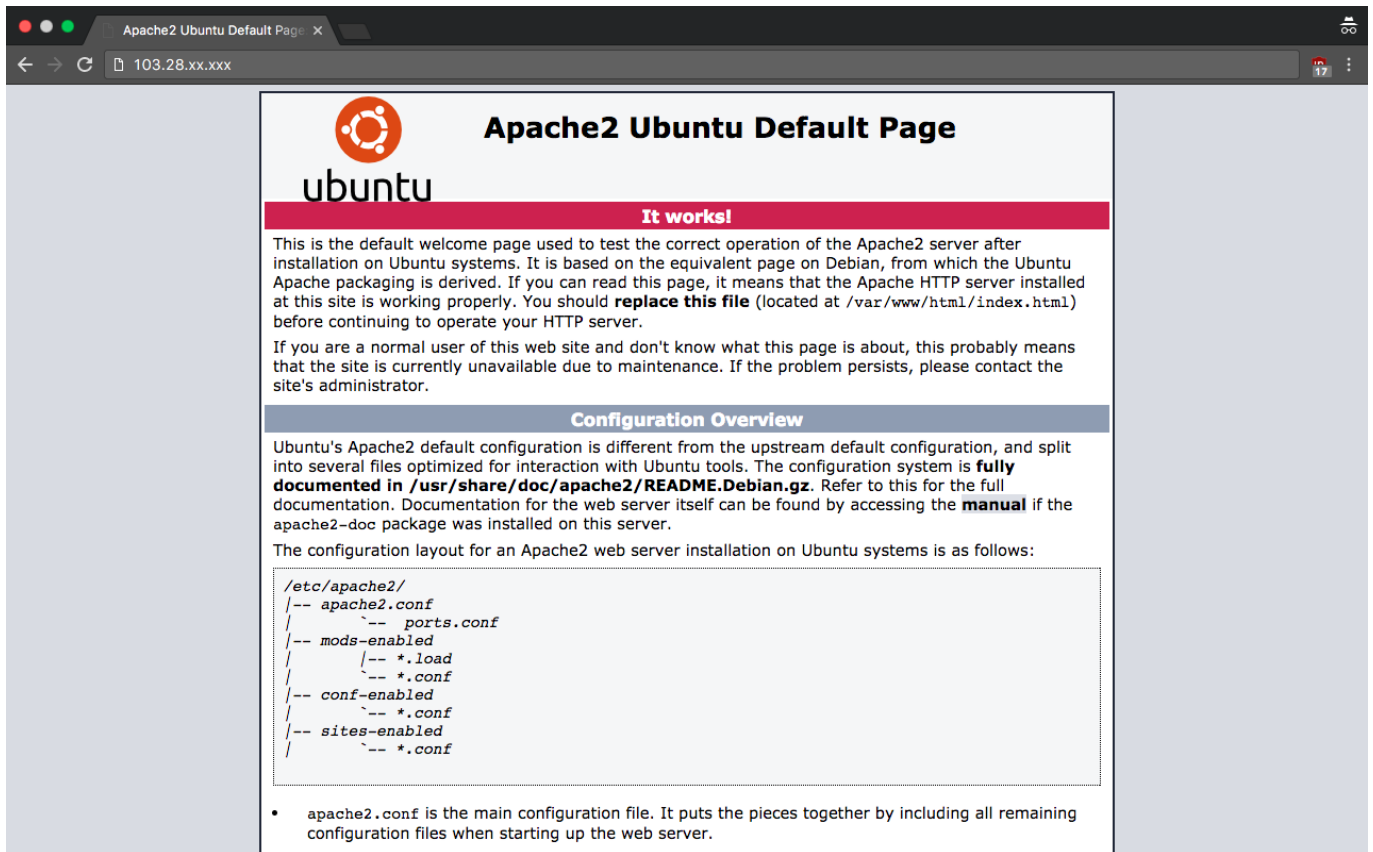 Apache2 Ubuntu Default Page
103.28.xx.xxx
17
Apache2 Ubuntu Default Page
ubuntu
It works!
This is the default welcome page used to test the correct operation of the Apache2 server after
installation on Ubuntu systems. It is based on the equivalent page on Debian, from which the Ubuntu
Apache packaging is derived. If you can read this page, it means that the Apache HTTP server installed
at this site is working properly. You should replace this file (located at /var/www/html/index.html)
before continuing to operate your HTTP server.
If you are a normal user of this web site and don't know what this page is about, this probably means
that the site is currently unavailable due to maintenance. If the problem persists, please contact the
site's administrator.
Configuration Overview
Ubuntu's Apache2 default configuration is different from the upstream default configuration, and split
into several files optimized for interaction with Ubuntu tools. The configuration system is fully
documented in /usr/share/doc/apache2/README.Debian.gz. Refer to this for the full
documentation. Documentation for the web server itself can be found by accessing the manual if the
apache2-doc package was installed on this server.
The configuration layout for an Apache2 web server installation on Ubuntu systems is as follows:
/etc/apache2/
|-- apache2.conf
|       `--  ports.conf
|-- mods-enabled
|       |-- *.load
|       `-- *.conf
|-- conf-enabled
|       `-- *.conf
|-- sites-enabled
|       `-- *.conf
• apache2.conf is the main configuration file. It puts the pieces together by including all remaining
configuration files when starting up the web server.